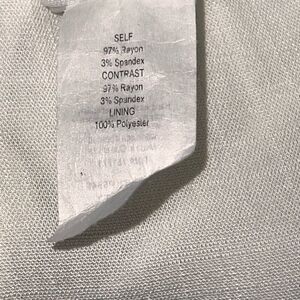 SELF
97% Rayon
3% Spandex
CONTRAST
97% Rayon
3% Spandex
LINING
100% Polyester